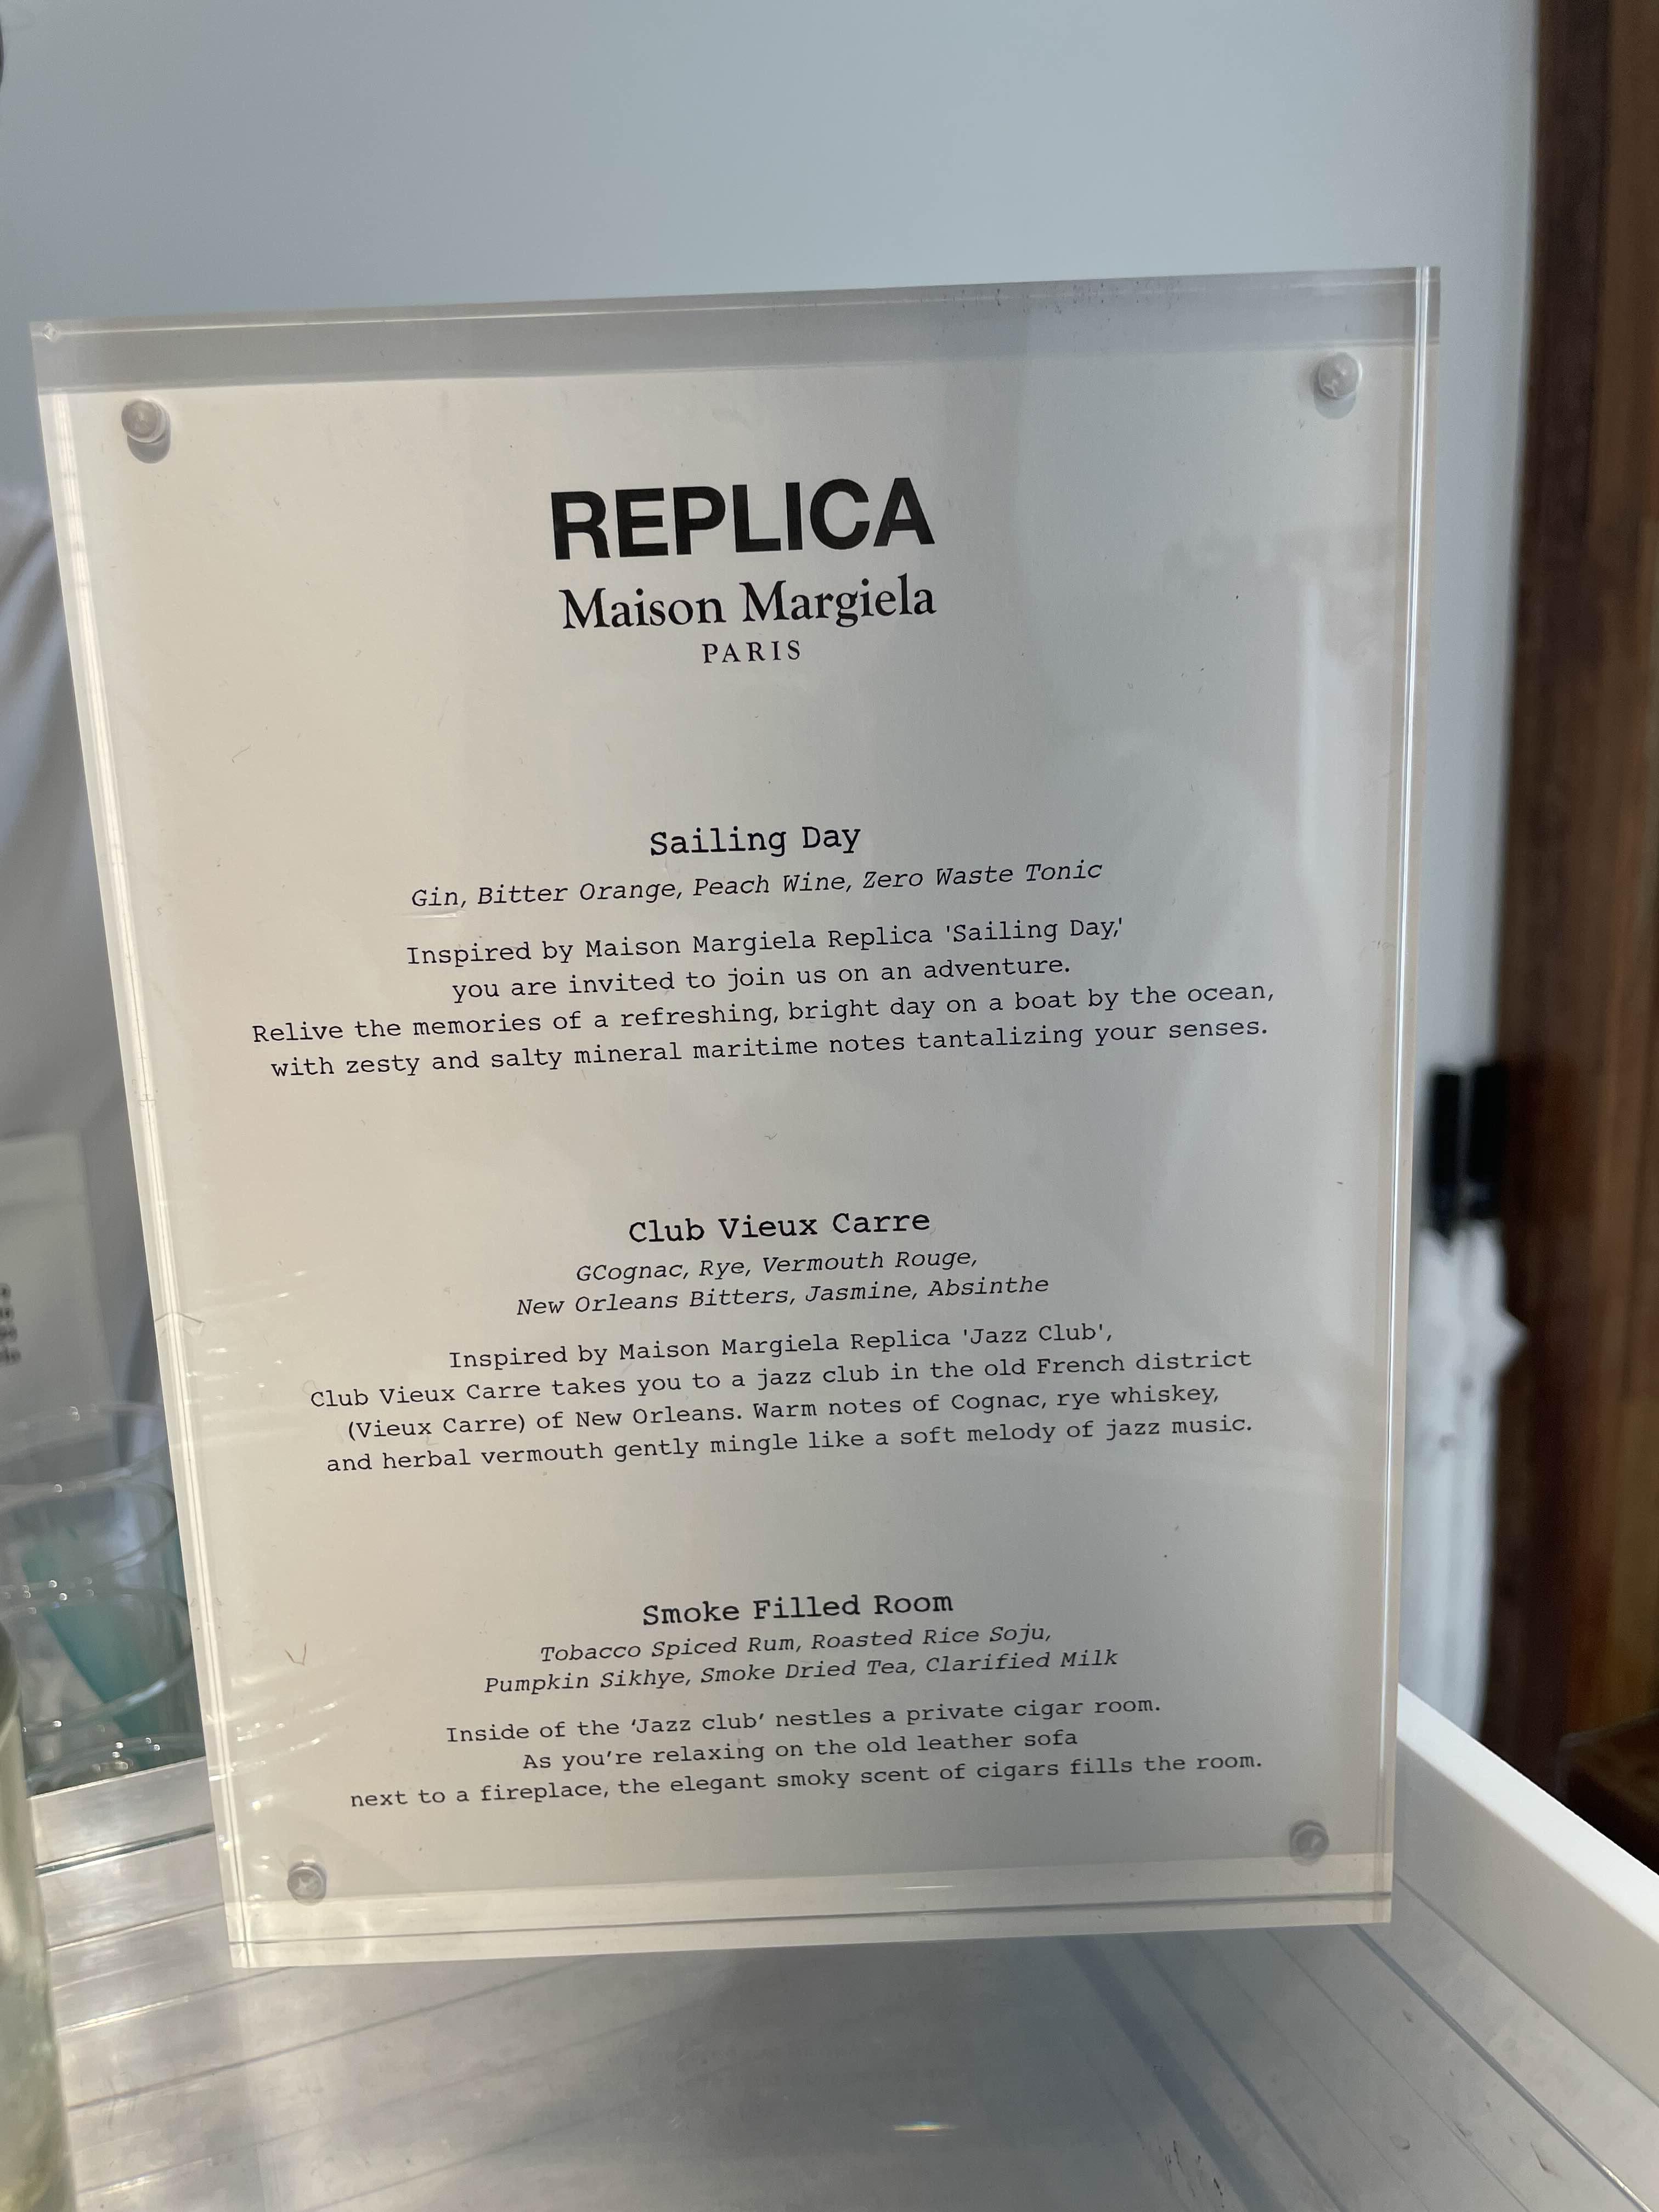 REPLICA
Maison Margiela
PARIS
Sailing Day
Gin, Bitter Orange, Peach Wine, Zero Waste Tonic
Inspired by Maison Margiela Replica 'Sailing Day,'
you are invited to join us on an adventure.
Relive the memories of a refreshing, bright day on a boat by the ocean,
with zesty and salty mineral maritime notes tantalizing your senses.
Club Vieux Carre
GCognac, Rye, Vermouth Rouge,
New Orleans Bitters, Jasmine, Absinthe
Inspired by Maison Margiela Replica 'Jazz Club',
Club Vieux Carre takes you to a jazz club in the old French district
(Vieux Carre) of New Orleans. Warm notes of Cognac, rye whiskey,
and herbal vermouth gently mingle like a soft melody of jazz music.
Smoke Filled Room
Tobacco Spiced Rum, Roasted Rice Soju,
Pumpkin Sikhye, Smoke Dried Tea, Clarified Milk
Inside of the ‘Jazz club’ nestles a private cigar room.
As you’re relaxing on the old leather sofa
next to a fireplace, the elegant smoky scent of cigars fills the room.